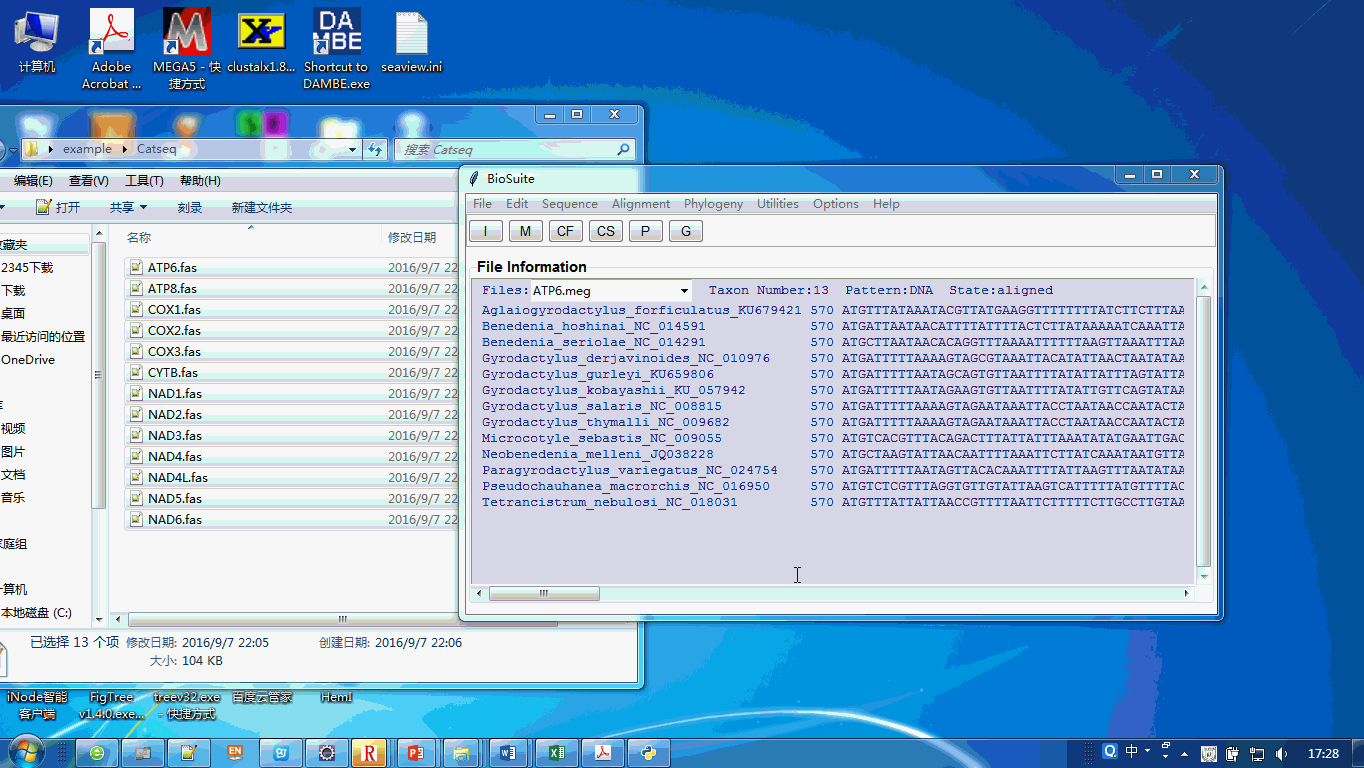 计算机
Adobe
Acrobat ...
MEGA5 - 快
捷方式
clustalx1.8...
Shortcut to
DAMBE.exe
seaview.ini
DA
MBE
example
Catseq
搜索 Catseq
编辑(E) 查看(V) 工具(T) 帮助(H)
打开 共享 刻录 新建文件夹
名称 修改日期
收藏夹
2345下载
下载
桌面
最近访问的位置
OneDrive
库
视频
图片
文档
音乐
家庭组
计算机
本地磁盘 (C:)
ATP6.fas 2016/9/7 22
ATP8.fas 2016/9/7 22
COX1.fas 2016/9/7 22
COX2.fas 2016/9/7 22
COX3.fas 2016/9/7 22
CYTB.fas 2016/9/7 22
NAD1.fas 2016/9/7 22
NAD2.fas 2016/9/7 22
NAD3.fas 2016/9/7 22
NAD4.fas 2016/9/7 22
NAD4L.fas 2016/9/7 22
NAD5.fas 2016/9/7 22
NAD6.fas 2016/9/7 22
已选择 13 个项 修改日期: 2016/9/7 22:05 创建日期: 2016/9/7 22:06
大小: 104 KB
BioSuite
File Edit Sequence Alignment Phylogeny Utilities Options Help
I M CF CS P G
File Information
Files: ATP6.meg Taxon Number:13 Pattern:DNA State:aligned
Aglaiogyrodactylus_forficulatus_KU679421 570 ATGTTTATAAATACGTTATGAAGGTTTTTTTTATCTTCTTTAA
Benedenia_hoshinai_NC_014591 570 ATGATTAATAACATTTTATTTTACTCTTATAAAAATCAAATTA
Benedenia_seriolae_NC_014291 570 ATGCTTAATAACACAGGTTTAAAATTTTTTAAGTTAAATTTAA
Gyrodactylus_derjavinoides_NC_010976 570 ATGATTTTTAAAAGTAGCGTAAATTACATATTAACTAATATAA
Gyrodactylus_gurleyi_KU659806 570 ATGATTTTTAATAGCAGTGTTAATTTTATATTATTTAGTATTA
Gyrodactylus_kobayashii_KU_057942 570 ATGATTTTTAATAGAAGTGTTAATTTTATATTGTTCAGTATAA
Gyrodactylus_salaris_NC_008815 570 ATGATTTTTAAAAGTAGAATAAATTACCTAATAACCAATACTA
Gyrodactylus_thymalli_NC_009682 570 ATGATTTTTAAAAGTAGAATAAATTACCTAATAACCAATACTA
Microcotyle_sebastis_NC_009055 570 ATGTCACGTTTACAGACTTTATTATTTAAATATATGAATTGAC
Neobenedenia_melleni_JQ038228 570 ATGCTAAGTATTAACAATTTTAAATTCTTATCAAATAATGTTA
Paragyrodactylus_variegatus_NC_024754 570 ATGATTTTTAATAGTTACACAAATTTTATTAAGTTTAATATAA
Pseudochauhanea_macrorchis_NC_016950 570 ATGTCTCGTTTAGGTGTTGTATTAAGTCATTTTTATGTTTTAC
Tetrancistrum_nebulosi_NC_018031 570 ATGTTTATTATTAACCGTTTTAATTCTTTTTCTTGCCTTGTAA
iNode智能
客户端
FigTree
v1.4.0.exe...
treev32.exe
- 快捷方式
百度云管家
HemI
EN
中
17:28